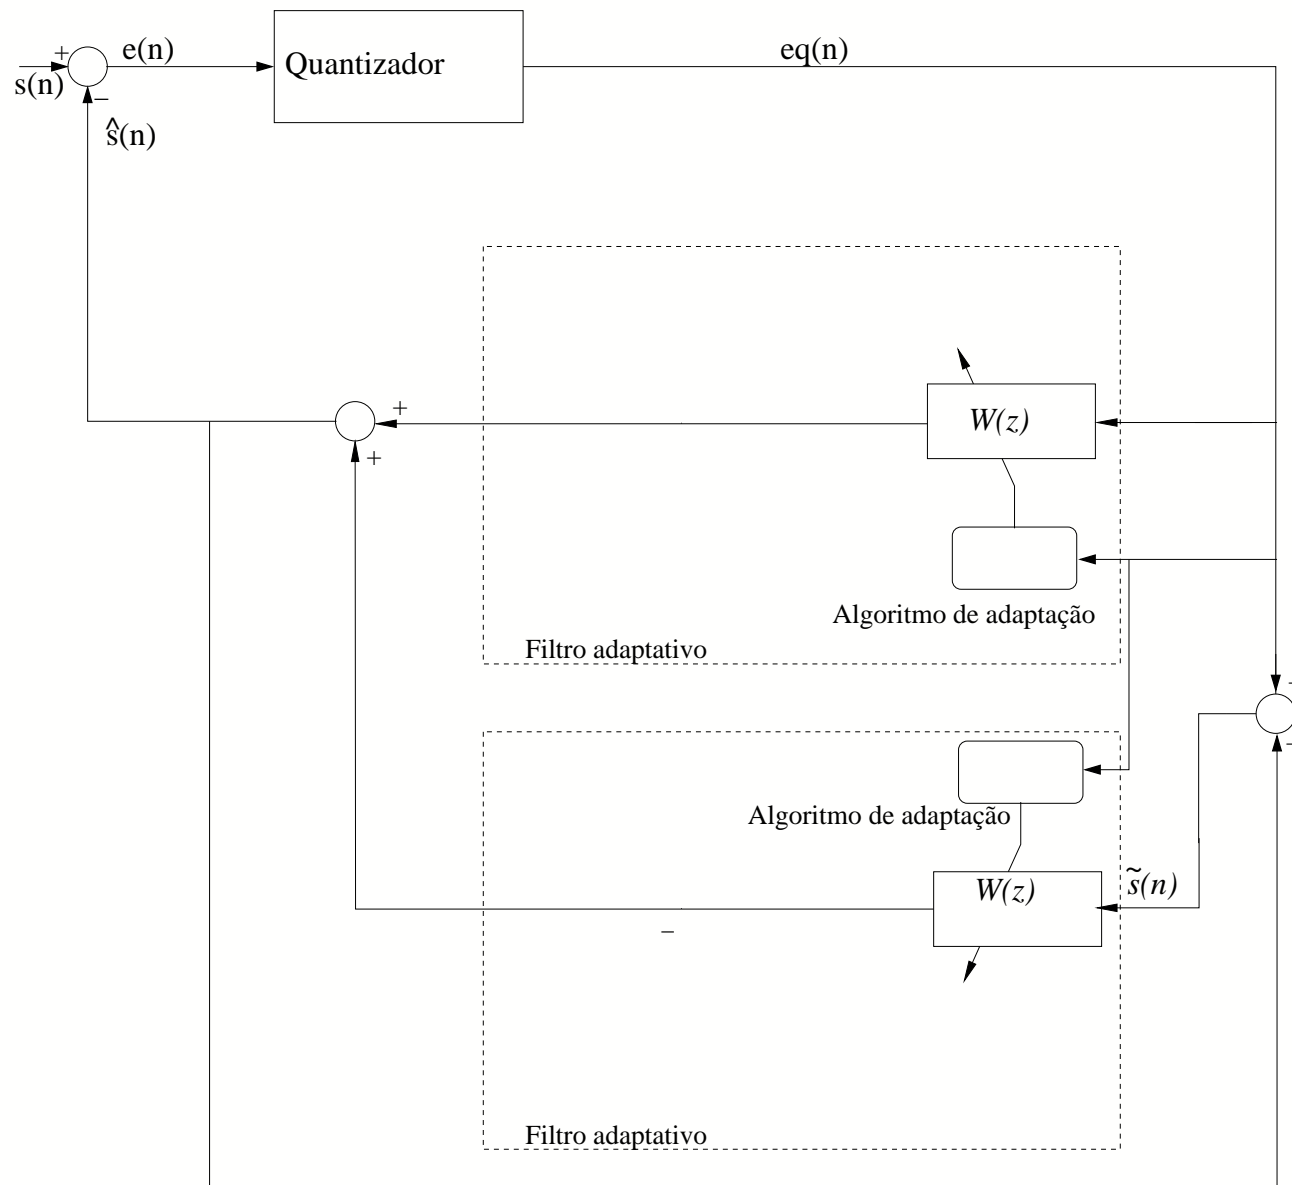 +
e(n)
Quantizador
eq(n)
s(n)
−
ŝ(n)
+
W(z)
+
Algoritmo de adaptação
Filtro adaptativo
−
Algoritmo de adaptação
W(z)
s̃(n)
−
Filtro adaptativo